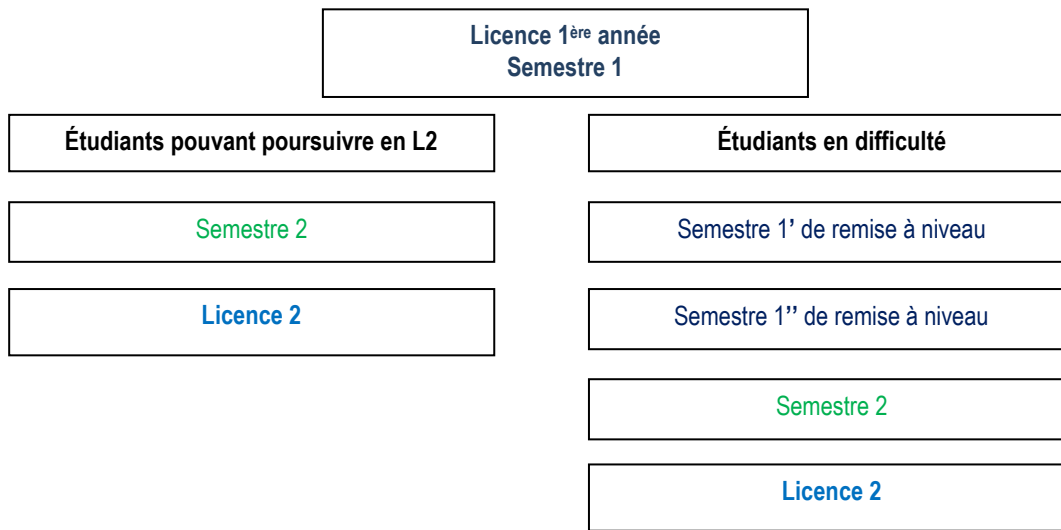 Licence 1ère année
Semestre 1
Étudiants pouvant poursuivre en L2
Étudiants en difficulté
Semestre 2
Semestre 1' de remise à niveau
Licence 2
Semestre 1'' de remise à niveau
Semestre 2
Licence 2